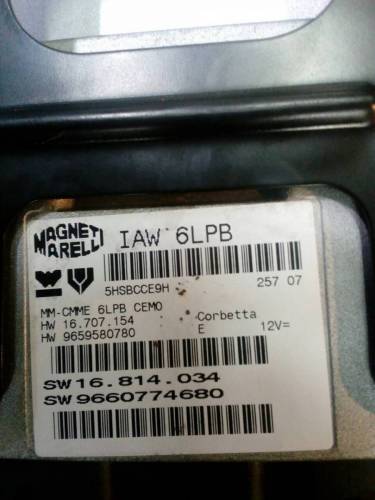 MAGNETI MARELLI
IAW 6LPB
5HSBCCE9H 257 07
MM-CMME 6LPB CEMO
HW 16.707.154 Corbetta
HW 9659580780 E 12V=
SW16.814.034
SW9660774680